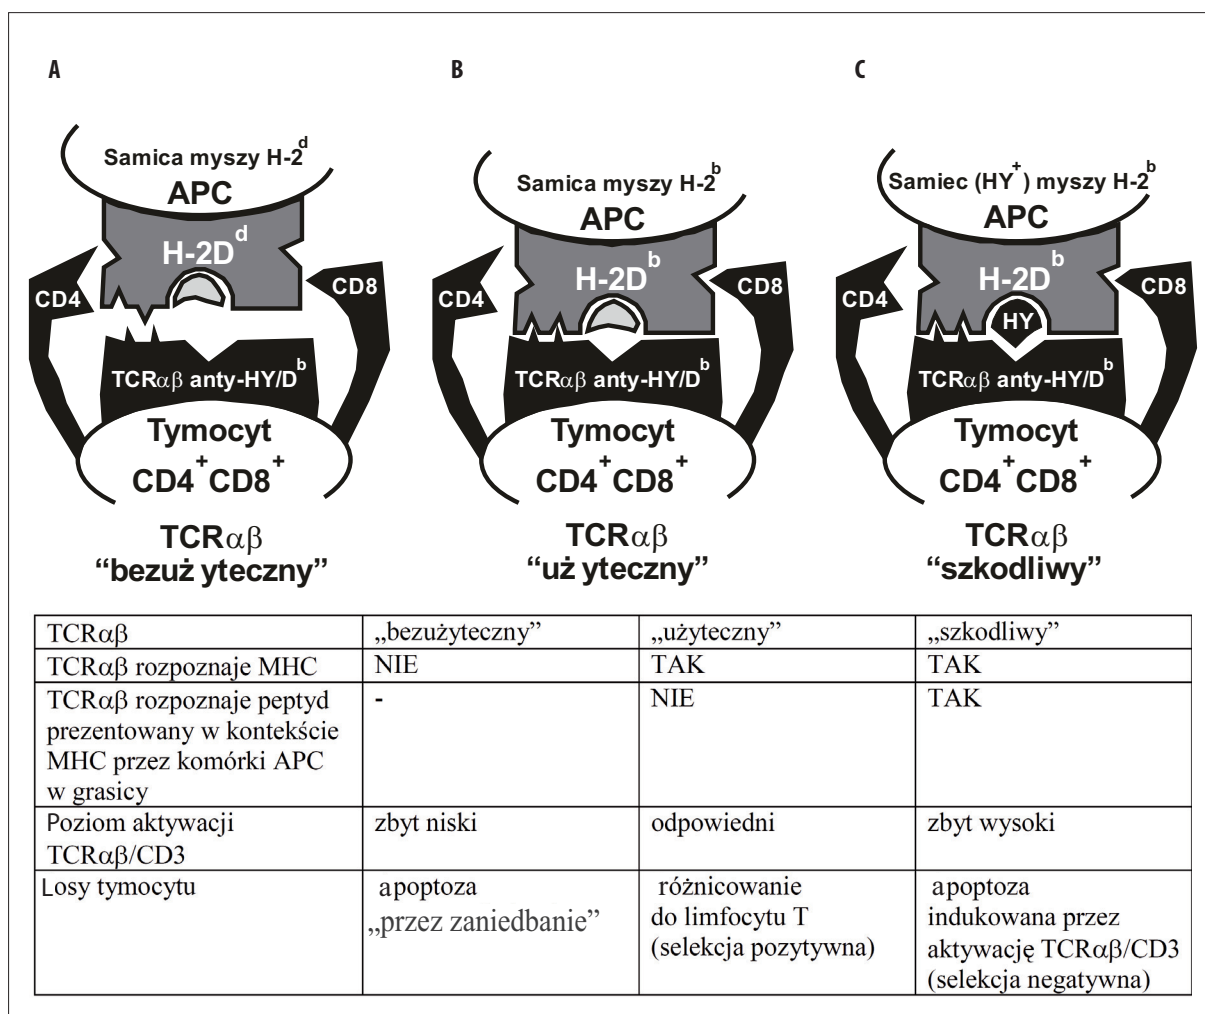 A
B
C
Samica myszy H-2d
APC
H-2Dd
CD4
CD8
TCRαβ anty-HY/Db
Tymocyt
CD4+CD8+
TCRαβ
“bezuż yteczny”
Samica myszy H-2b
APC
H-2Db
CD4
CD8
TCRαβ anty-HY/Db
Tymocyt
CD4+CD8+
TCRαβ
“uż yteczny”
Samiec (HY+) myszy H-2b
APC
H-2Db
HY
CD4
CD8
TCRαβ anty-HY/Db
Tymocyt
CD4+CD8+
TCRαβ
“szkodliwy”
TCRαβ
„bezużyteczny”
„użyteczny”
„szkodliwy”
TCRαβ rozpoznaje MHC
NIE
TAK
TAK
TCRαβ rozpoznaje peptyd
prezentowany w kontekście
MHC przez komórki APC
w grasicy
-
NIE
TAK
Poziom aktywacji
TCRαβ/CD3
zbyt niski
odpowiedni
zbyt wysoki
Losy tymocytu
apoptoza
„przez zaniedbanie”
różnicowanie
do limfocytu T
(selekcja pozytywna)
apoptoza
indukowana przez
aktywację TCRαβ/CD3
(selekcja negatywna)